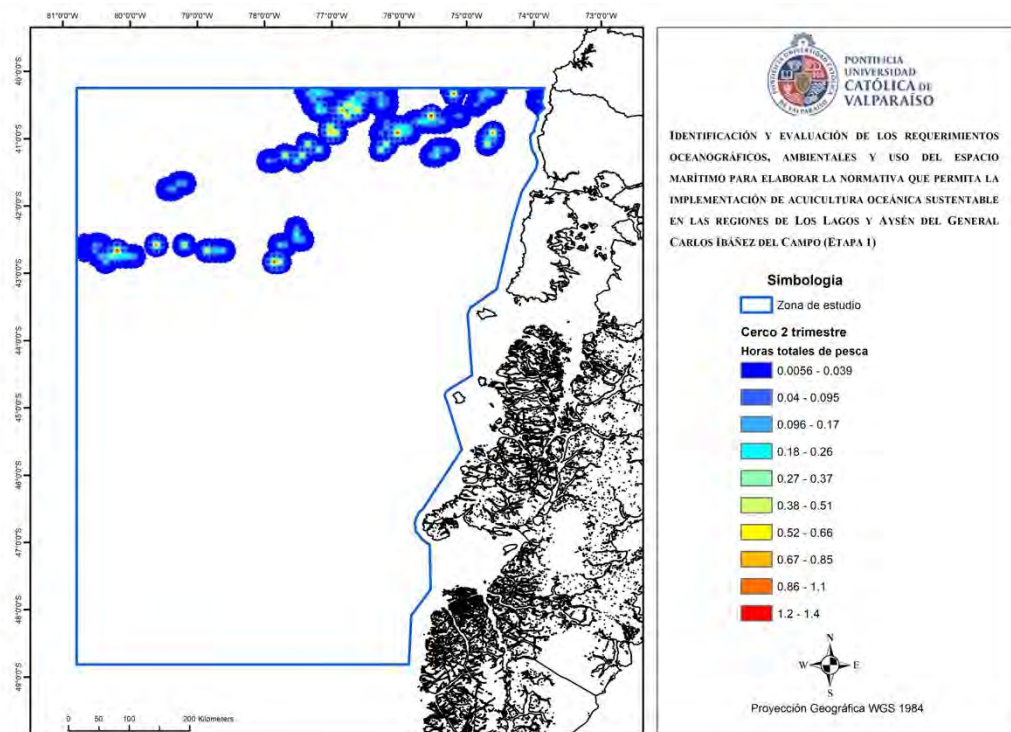 81°0'0"W 80°0'0"W 79°0'0"W 78°0'0"W 77°0'0"W 76°0'0"W 75°0'0"W 74°0'0"W 73°0'0"W
40°0'0"S
41°0'0"S
42°0'0"S
43°0'0"S
44°0'0"S
45°0'0"S
46°0'0"S
47°0'0"S
48°0'0"S
49°0'0"S
0 50 100 200 Kilometers
PONTIFICIA
UNIVERSIDAD
CATÓLICA DE
VALPARAÍSO
IDENTIFICACIÓN Y EVALUACIÓN DE LOS REQUERIMIENTOS
OCEANOGRÁFICOS, AMBIENTALES Y USO DEL ESPACIO
MARÍTIMO PARA ELABORAR LA NORMATIVA QUE PERMITA LA
IMPLEMENTACIÓN DE ACUICULTURA OCEÁNICA SUSTENTABLE
EN LAS REGIONES DE LOS LAGOS Y AYSÉN DEL GENERAL
CARLOS IBÁÑEZ DEL CAMPO (ETAPA I)
Simbología
Zona de estudio
Cerco 2 trimestre
Horas totales de pesca
0.0056 - 0.039
0.04 - 0.095
0.096 - 0.17
0.18 - 0.26
0.27 - 0.37
0.38 - 0.51
0.52 - 0.66
0.67 - 0.85
0.86 - 1.1
1.2 - 1.4
N
W E
S
Proyección Geográfica WGS 1984